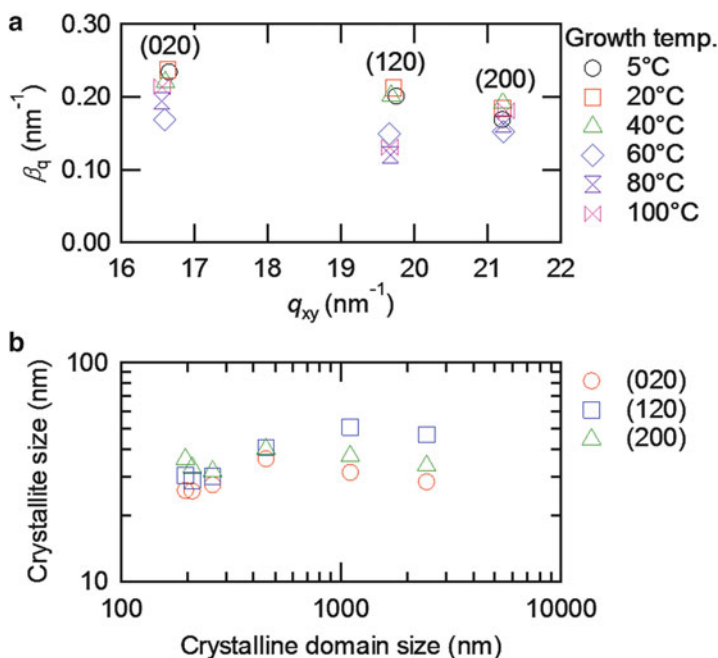 a
0.30
0.20
0.10
0.00
βq (nm-1)
(020)
(120)
(200)
16 17 18 19 20 21 22
qxy (nm-1)
Growth temp.
5°C
20°C
40°C
60°C
80°C
100°C
b
100
10
Crystallite size (nm)
100 1000 10000
Crystalline domain size (nm)
(020)
(120)
(200)